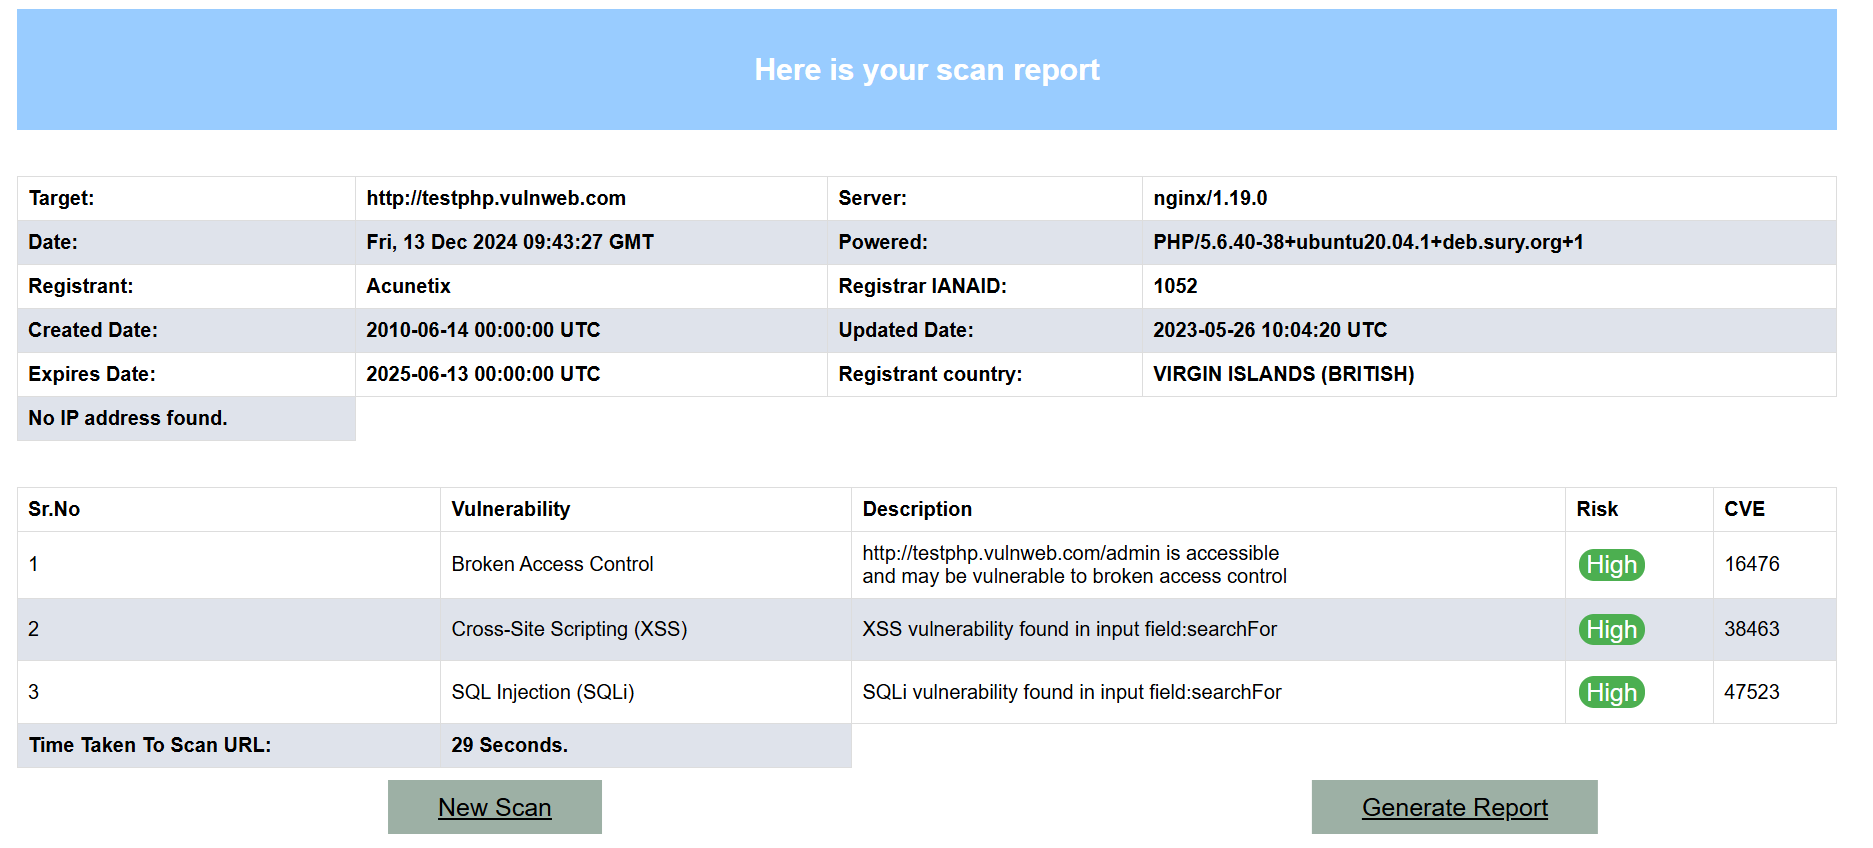 Here is your scan report
Target: http://testphp.vulnweb.com Server: nginx/1.19.0
Date: Fri, 13 Dec 2024 09:43:27 GMT Powered: PHP/5.6.40-38+ubuntu20.04.1+deb.sury.org+1
Registrant: Acunetix Registrar IANAID: 1052
Created Date: 2010-06-14 00:00:00 UTC Updated Date: 2023-05-26 10:04:20 UTC
Expires Date: 2025-06-13 00:00:00 UTC Registrant country: VIRGIN ISLANDS (BRITISH)
No IP address found.
Sr.No Vulnerability Description Risk CVE
1 Broken Access Control http://testphp.vulnweb.com/admin is accessible
and may be vulnerable to broken access control High 16476
2 Cross-Site Scripting (XSS) XSS vulnerability found in input field:searchFor High 38463
3 SQL Injection (SQLi) SQLi vulnerability found in input field:searchFor High 47523
Time Taken To Scan URL: 29 Seconds.
New Scan Generate Report